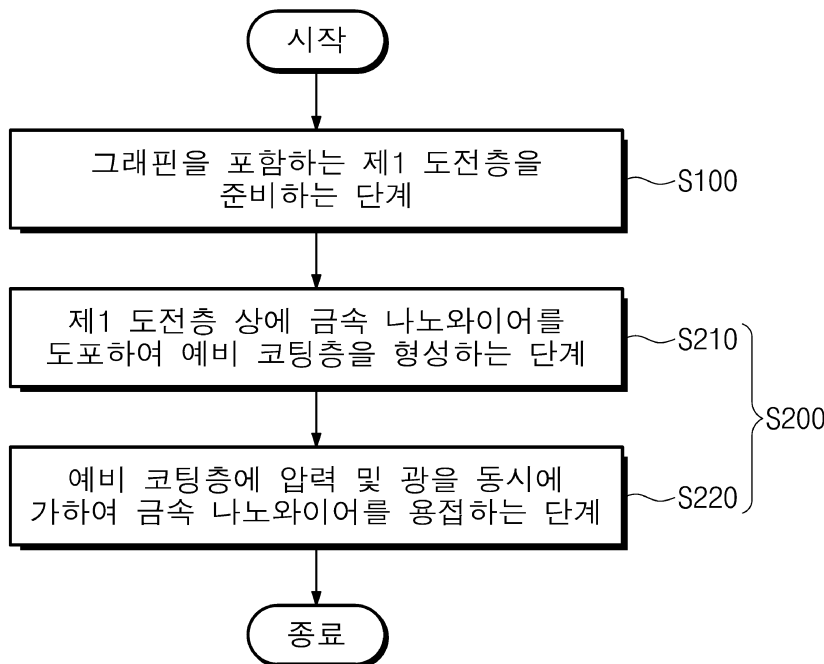 시작
그래핀을 포함하는 제1 도전층을
준비하는 단계
S100
제1 도전층 상에 금속 나노와이어를
도포하여 예비 코팅층을 형성하는 단계
S210
S200
예비 코팅층에 압력 및 광을 동시에
가하여 금속 나노와이어를 용접하는 단계
S220
종료